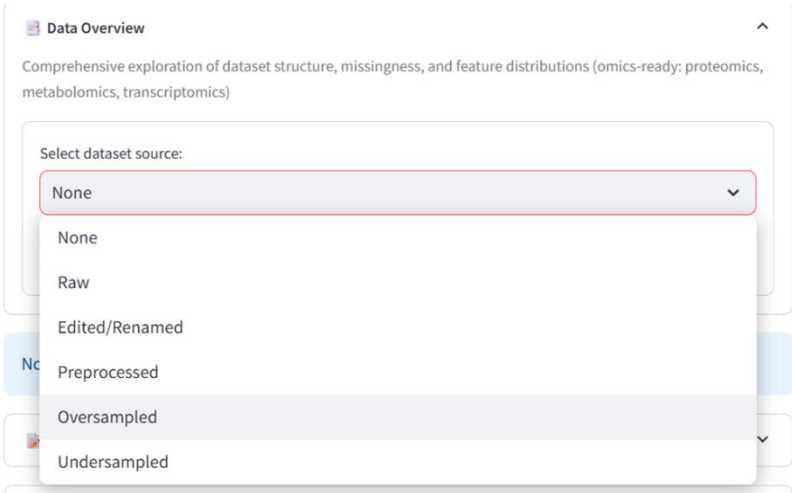 Data Overview
Comprehensive exploration of dataset structure, missingness, and feature distributions (omics-ready: proteomics,
metabolomics, transcriptomics)
Select dataset source:
None
None
Raw
Edited/Renamed
No
Preprocessed
Oversampled
Undersampled